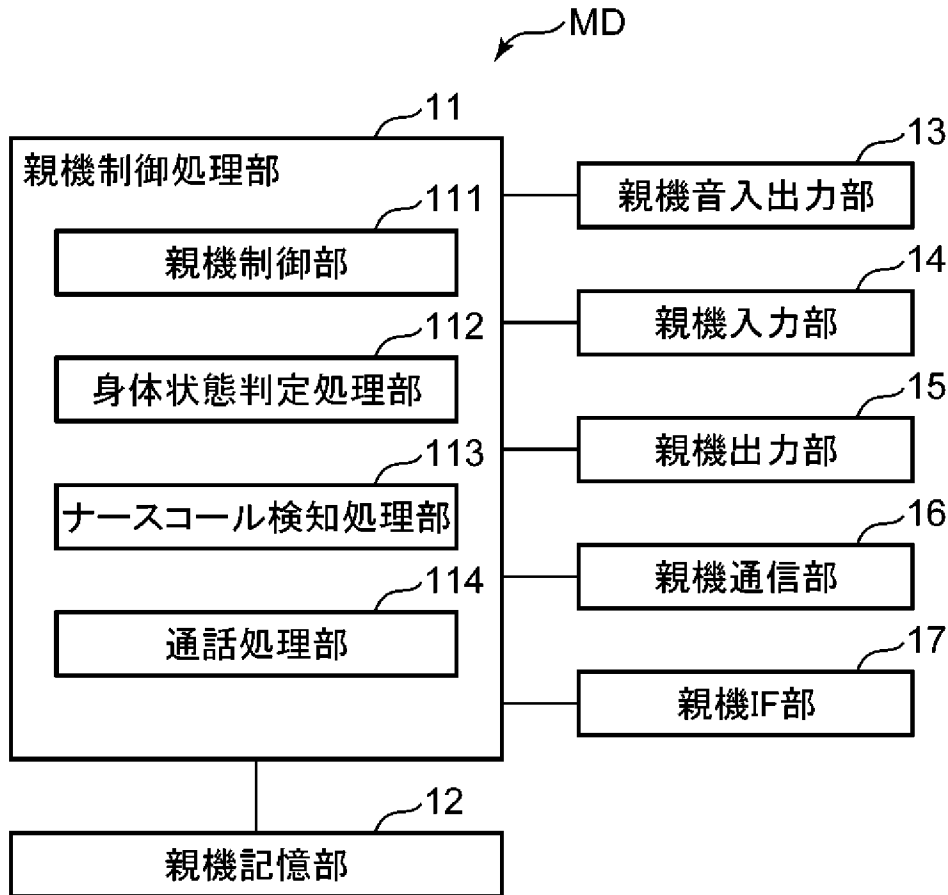 MD
11
親機制御処理部
111
親機制御部
112
身体状態判定処理部
113
ナースコール検知処理部
114
通話処理部
13
親機音入出力部
14
親機入力部
15
親機出力部
16
親機通信部
17
親機IF部
12
親機記憶部